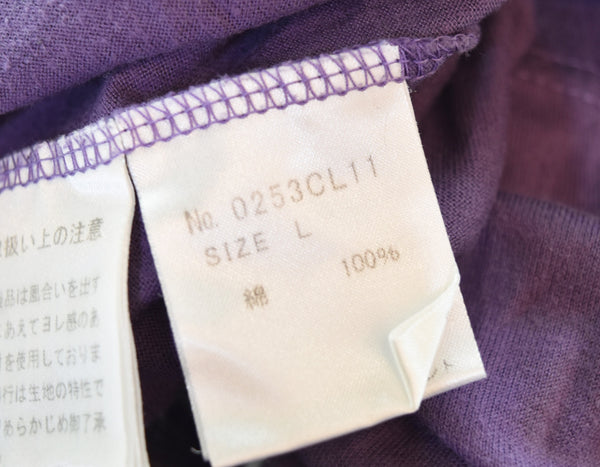 No. 0253CL11
SIZE L
綿 100%
扱い上の注意
品は風合いを出す
あえてヨレ感のあ
を使用しておりま
行は生地の特性で
らかじめ御了承